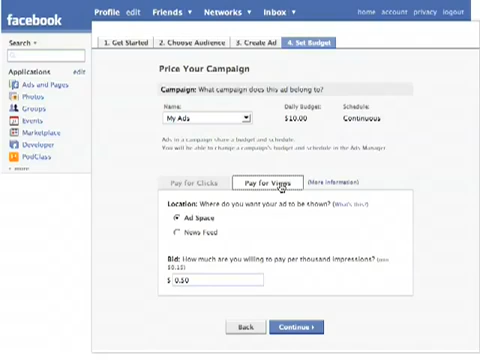 facebook
Profile edit Friends Networks Inbox home account privacy logout
Search
Applications edit
Ads and Pages
Photos
Groups
Events
Marketplace
Developer
PodClass
more
1. Get Started 2. Choose Audience 3. Create Ad 4. Set Budget
Price Your Campaign
Campaign: What campaign does this ad belong to?
Name: Daily Budget: Schedule:
My Ads $10.00 Continuous
Ads in a campaign share a budget and schedule.
You will be able to change a campaign's budget and schedule in the Ads Manager.
Pay for Clicks Pay for Views (More Information)
Location: Where do you want your ad to be shown? (What's this?)
Ad Space
News Feed
Bid: How much are you willing to pay per thousand impressions? (min
$ 0.50
Back Continue